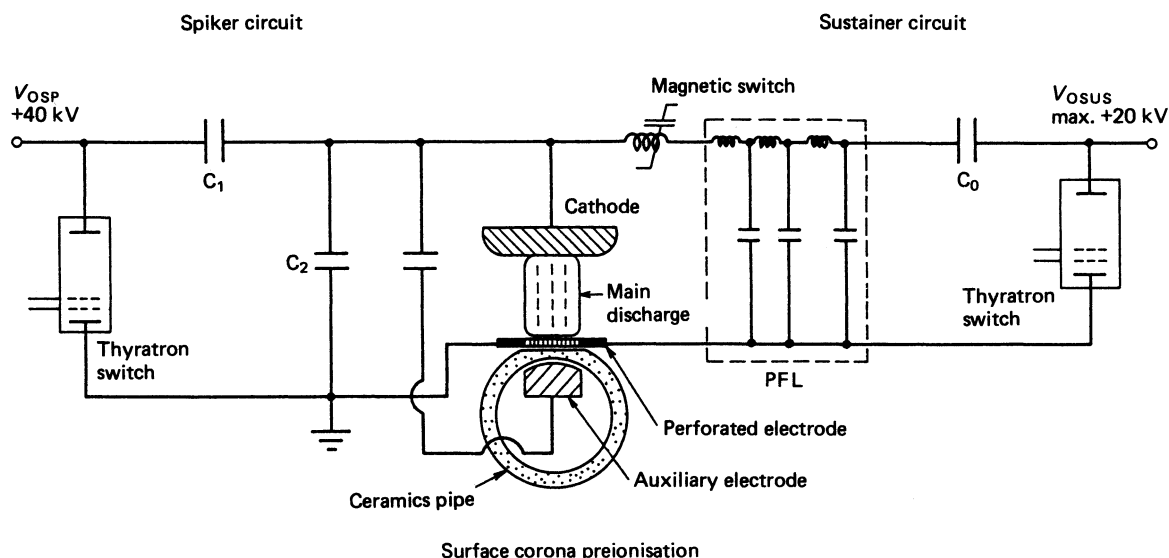 Spiker circuit
Sustainer circuit
V_OSP
+40 kV
Magnetic switch
V_OSUS
max. +20 kV
C₁
C₀
Cathode
C₂
Main
discharge
Thyratron
switch
Thyratron
switch
PFL
Perforated electrode
Auxiliary electrode
Ceramics pipe
Surface corona preionisation